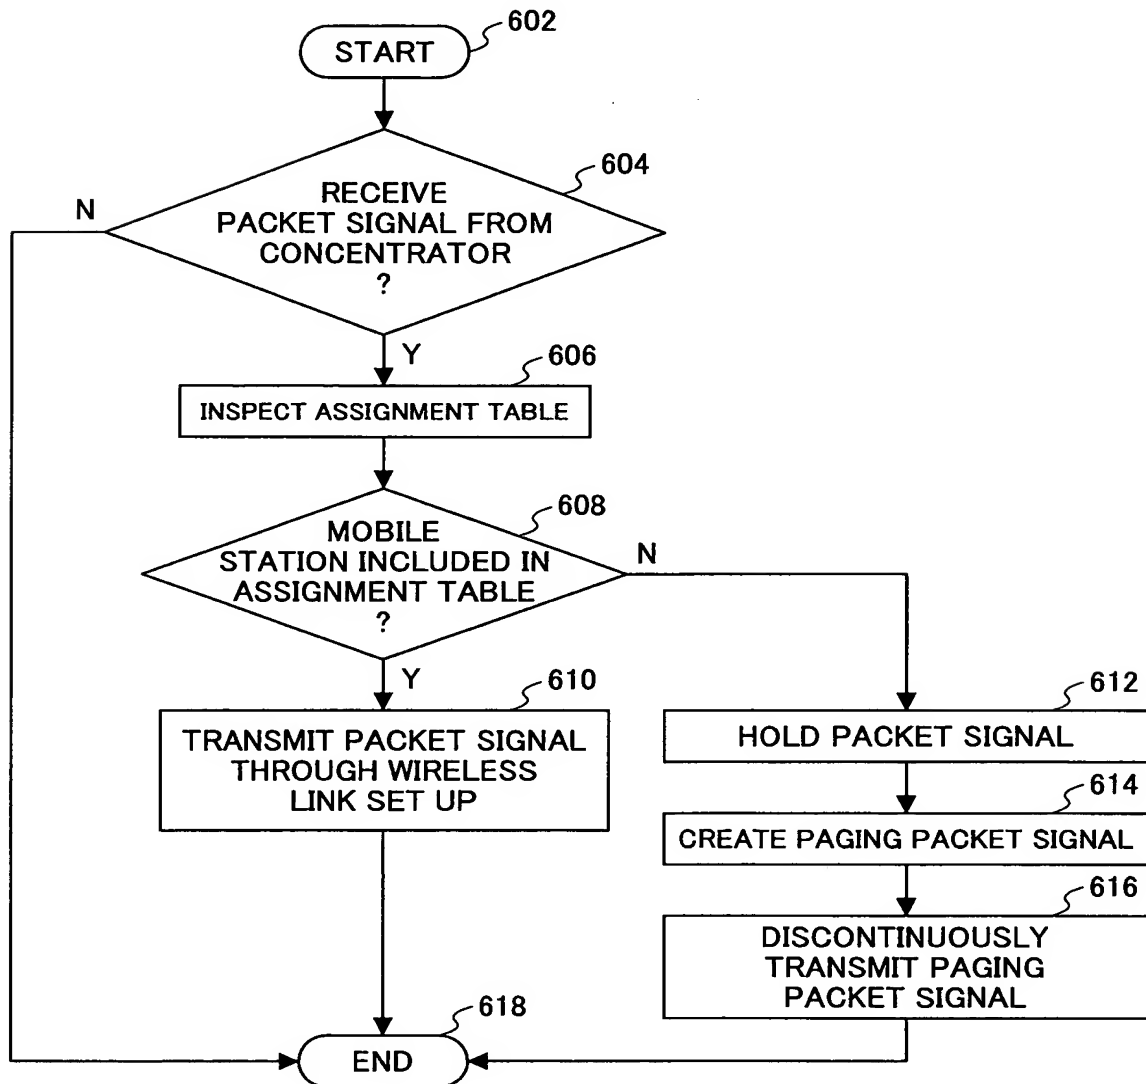 602
START
604
RECEIVE
PACKET SIGNAL FROM
CONCENTRATOR
?
N
Y
606
INSPECT ASSIGNMENT TABLE
608
MOBILE
STATION INCLUDED IN
ASSIGNMENT TABLE
?
N
Y
610
TRANSMIT PACKET SIGNAL
THROUGH WIRELESS
LINK SET UP
612
HOLD PACKET SIGNAL
614
CREATE PAGING PACKET SIGNAL
616
DISCONTINUOUSLY
TRANSMIT PAGING
PACKET SIGNAL
618
END